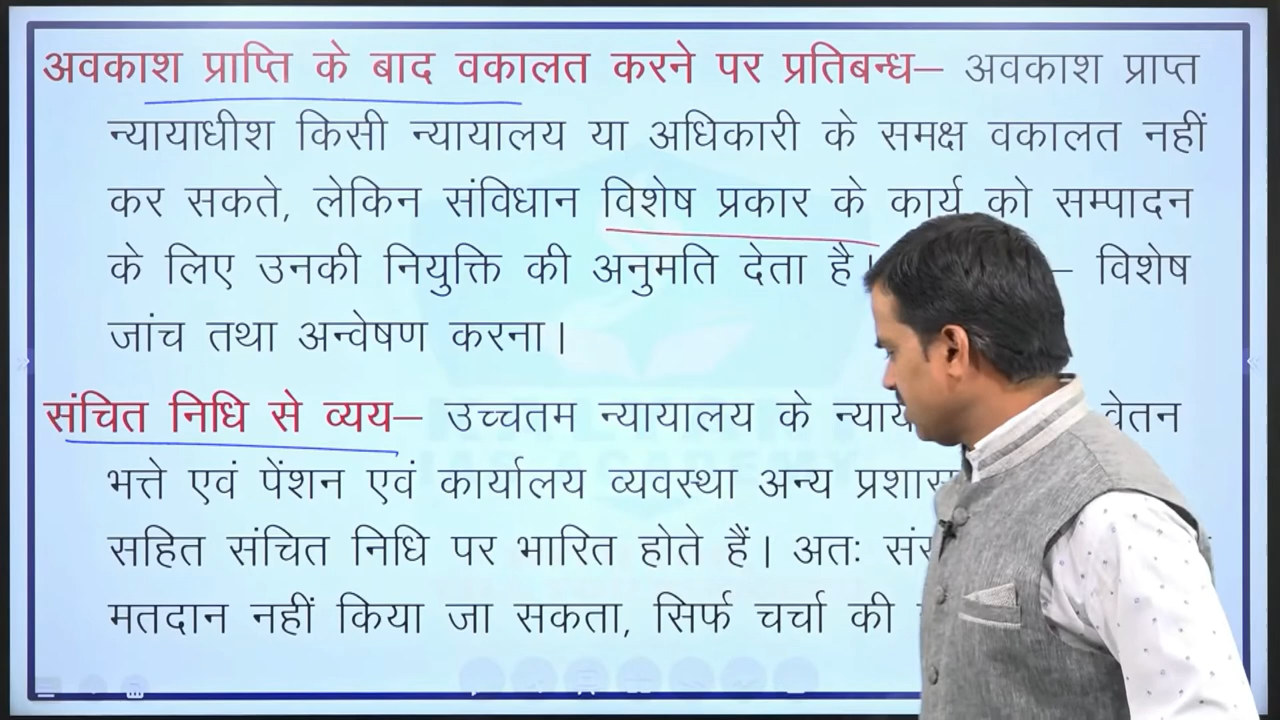 अवकाश प्राप्ति के बाद वकालत करने पर प्रतिबन्ध– अवकाश प्राप्त
न्यायाधीश किसी न्यायालय या अधिकारी के समक्ष वकालत नहीं
कर सकते, लेकिन संविधान विशेष प्रकार के कार्य को सम्पादन
के लिए उनकी नियुक्ति की अनुमति देता है। – विशेष
जांच तथा अन्वेषण करना।
संचित निधि से व्यय– उच्चतम न्यायालय के वेतन
भत्ते एवं पेंशन एवं कार्यालय व्यवस्था अन्य
सहित संचित निधि पर भारित होते हैं। अतः
मतदान नहीं किया जा सकता, सिर्फ चर्चा की